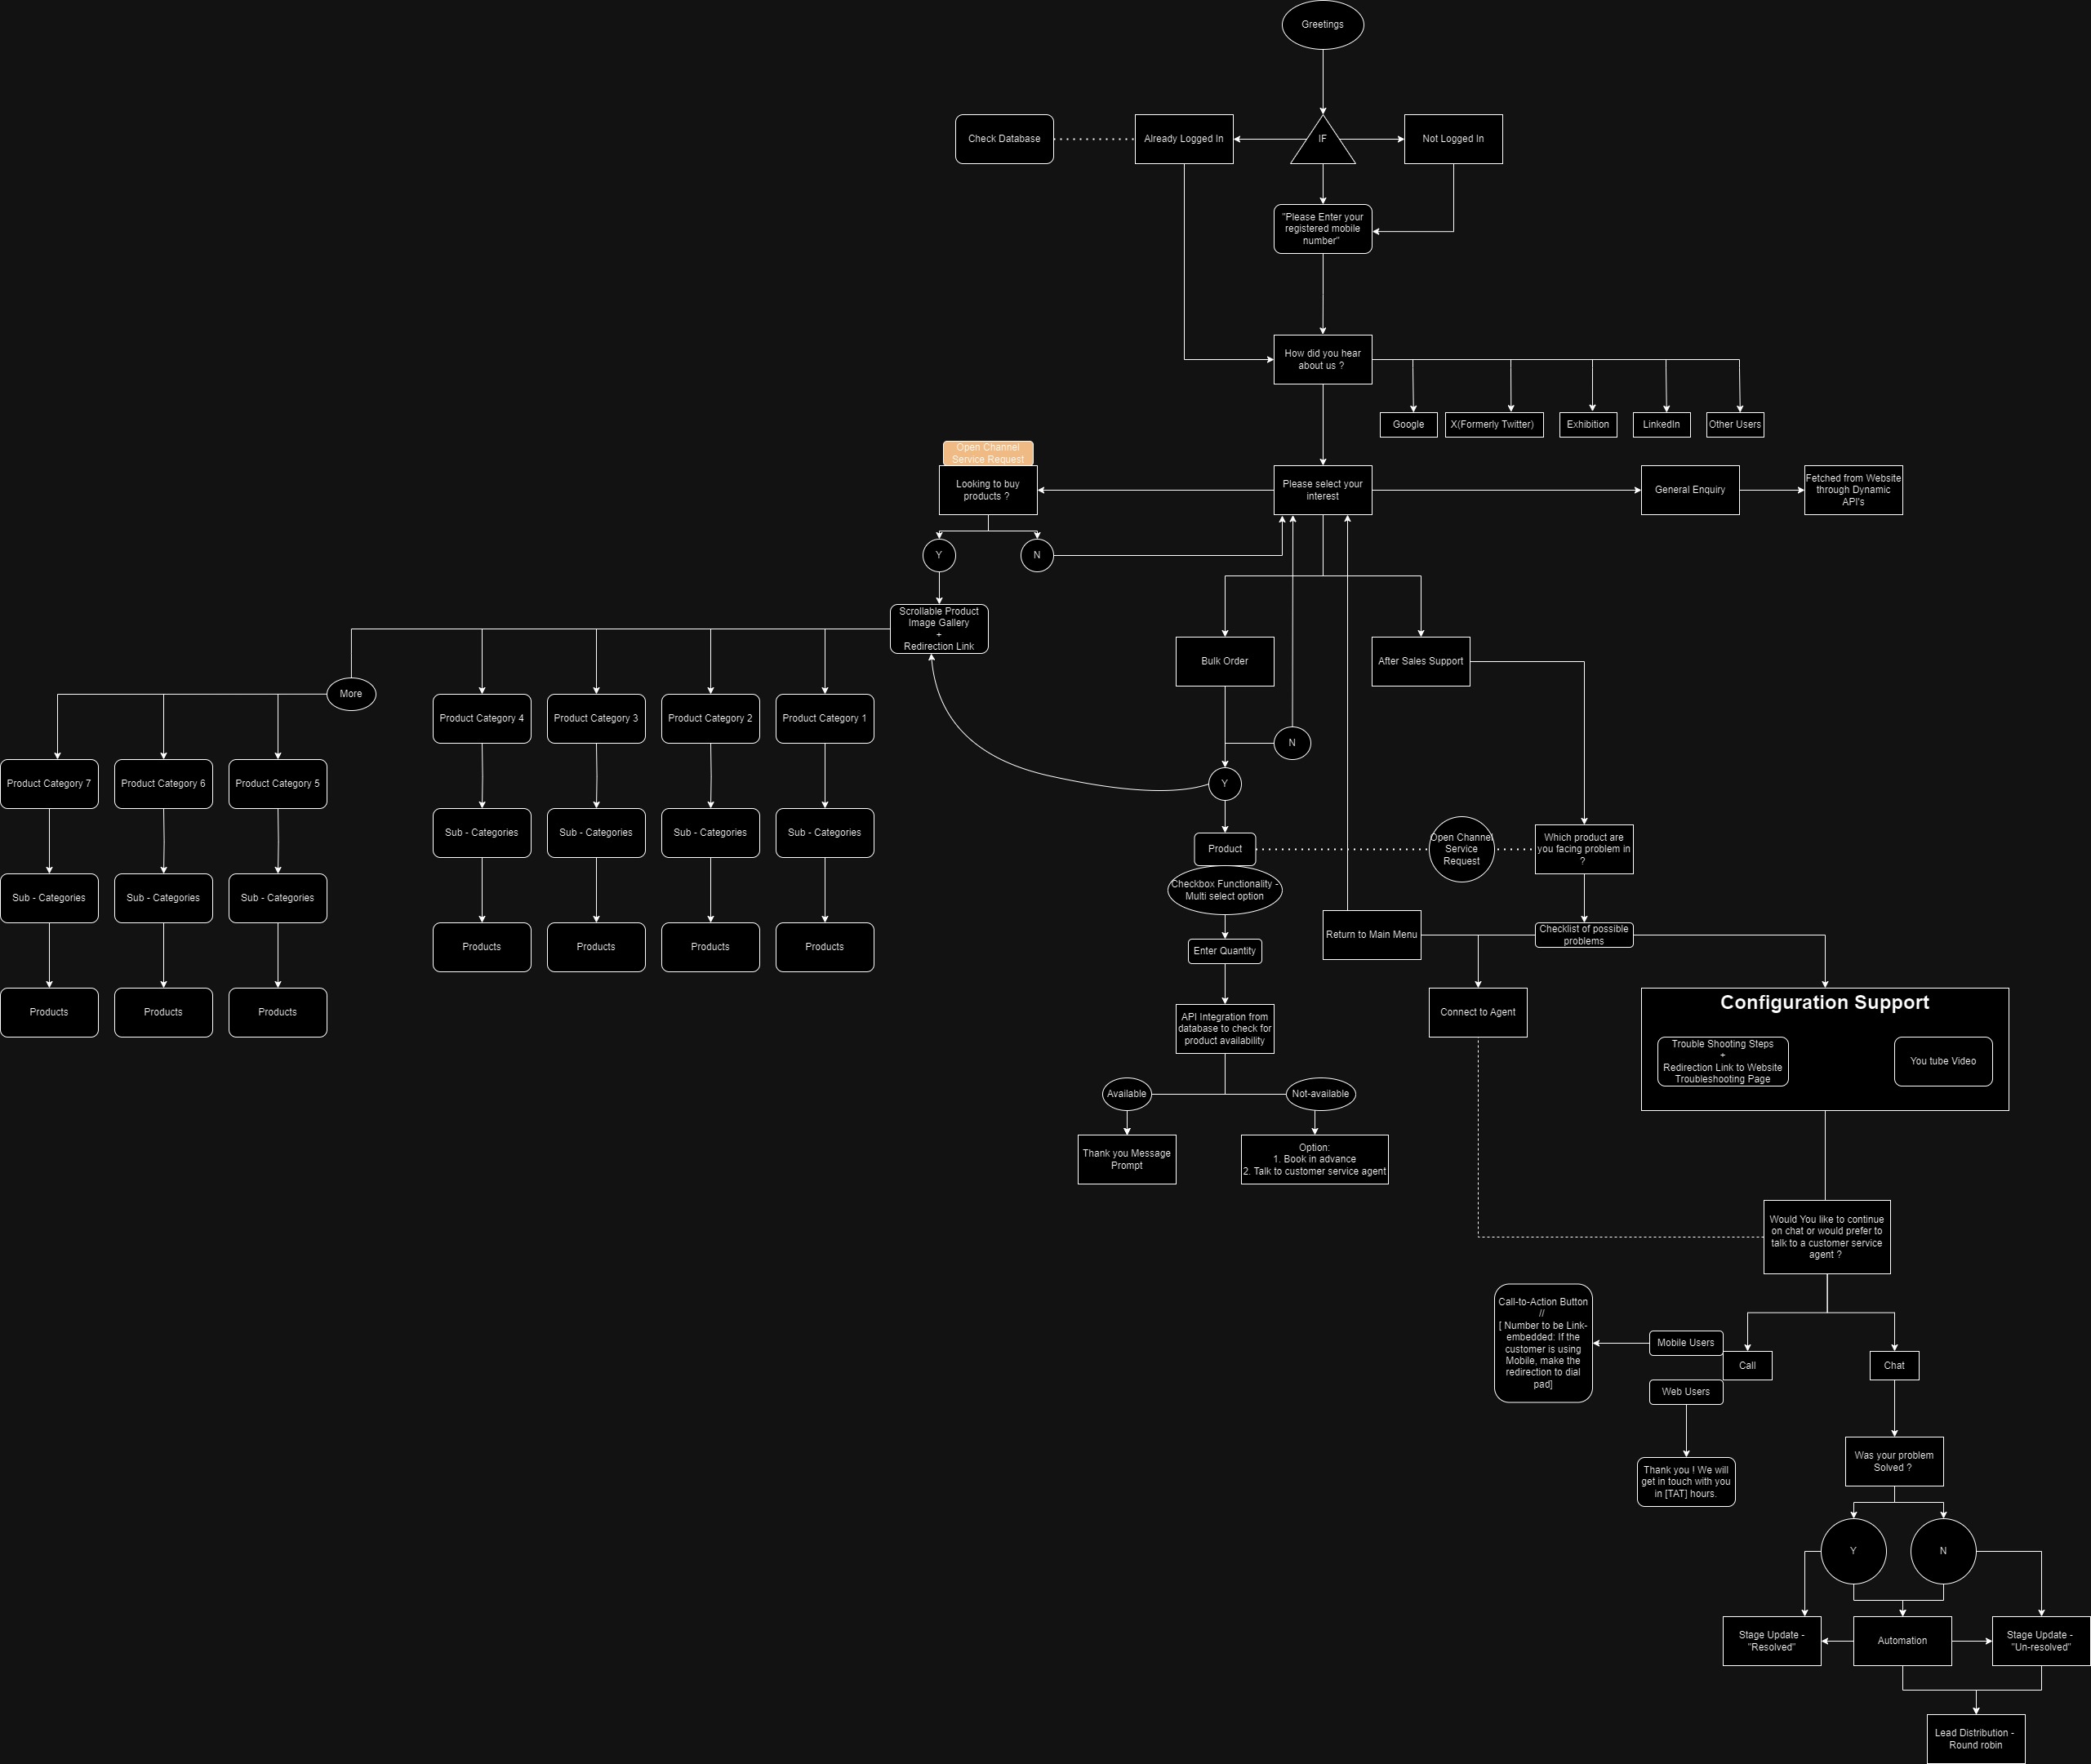 Greetings
Check Database
Already Logged In
IF
Not Logged In
"Please Enter your
registered mobile
number"
How did you hear
about us ?
Google
X(Formerly Twitter)
Exhibition
LinkedIn
Other Users
Open Channel
Service Request
Looking to buy
products ?
Please select your
interest
General Enquiry
Fetched from Website
through Dynamic
API's
Y
N
Scrollable Product
Image Gallery
+
Redirection Link
Bulk Order
After Sales Support
More
Product Category 4
Product Category 3
Product Category 2
Product Category 1
N
Product Category 7
Product Category 6
Product Category 5
Y
Sub - Categories
Sub - Categories
Sub - Categories
Sub - Categories
Product
Open Channel
Service
Request
Which product are
you facing problem in
?
Checkbox Functionality -
Multi select option
Sub - Categories
Sub - Categories
Sub - Categories
Products
Products
Products
Products
Enter Quantity
Return to Main Menu
Checklist of possible
problems
Products
Products
Products
API Integration from
database to check for
product availability
Connect to Agent
Configuration Support
Trouble Shooting Steps
+
Redirection Link to Website
Troubleshooting Page
You tube Video
Available
Not-available
Thank you Message
Prompt
Option:
1. Book in advance
2. Talk to customer service agent
Would You like to continue
on chat or would prefer to
talk to a customer service
agent ?
Call-to-Action Button
//
[ Number to be Link-
embedded: If the
customer is using
Mobile, make the
redirection to dial
pad]
Mobile Users
Call
Chat
Web Users
Thank you ! We will
get in touch with you
in [TAT] hours.
Was your problem
Solved ?
Y
N
Stage Update -
"Resolved"
Automation
Stage Update -
"Un-resolved"
Lead Distribution -
Round robin